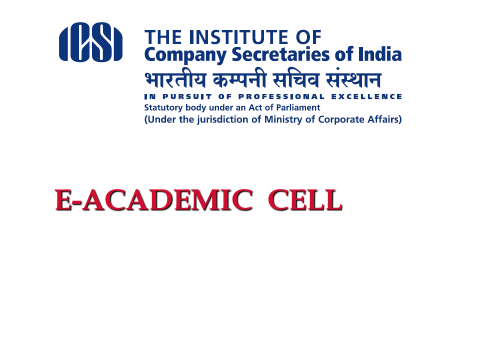 ICSI
THE INSTITUTE OF
Company Secretaries of India
भारतीय कम्पनी सचिव संस्थान
IN PURSUIT OF PROFESSIONAL EXCELLENCE
Statutory body under an Act of Parliament
(Under the jurisdiction of Ministry of Corporate Affairs)
E-ACADEMIC CELL